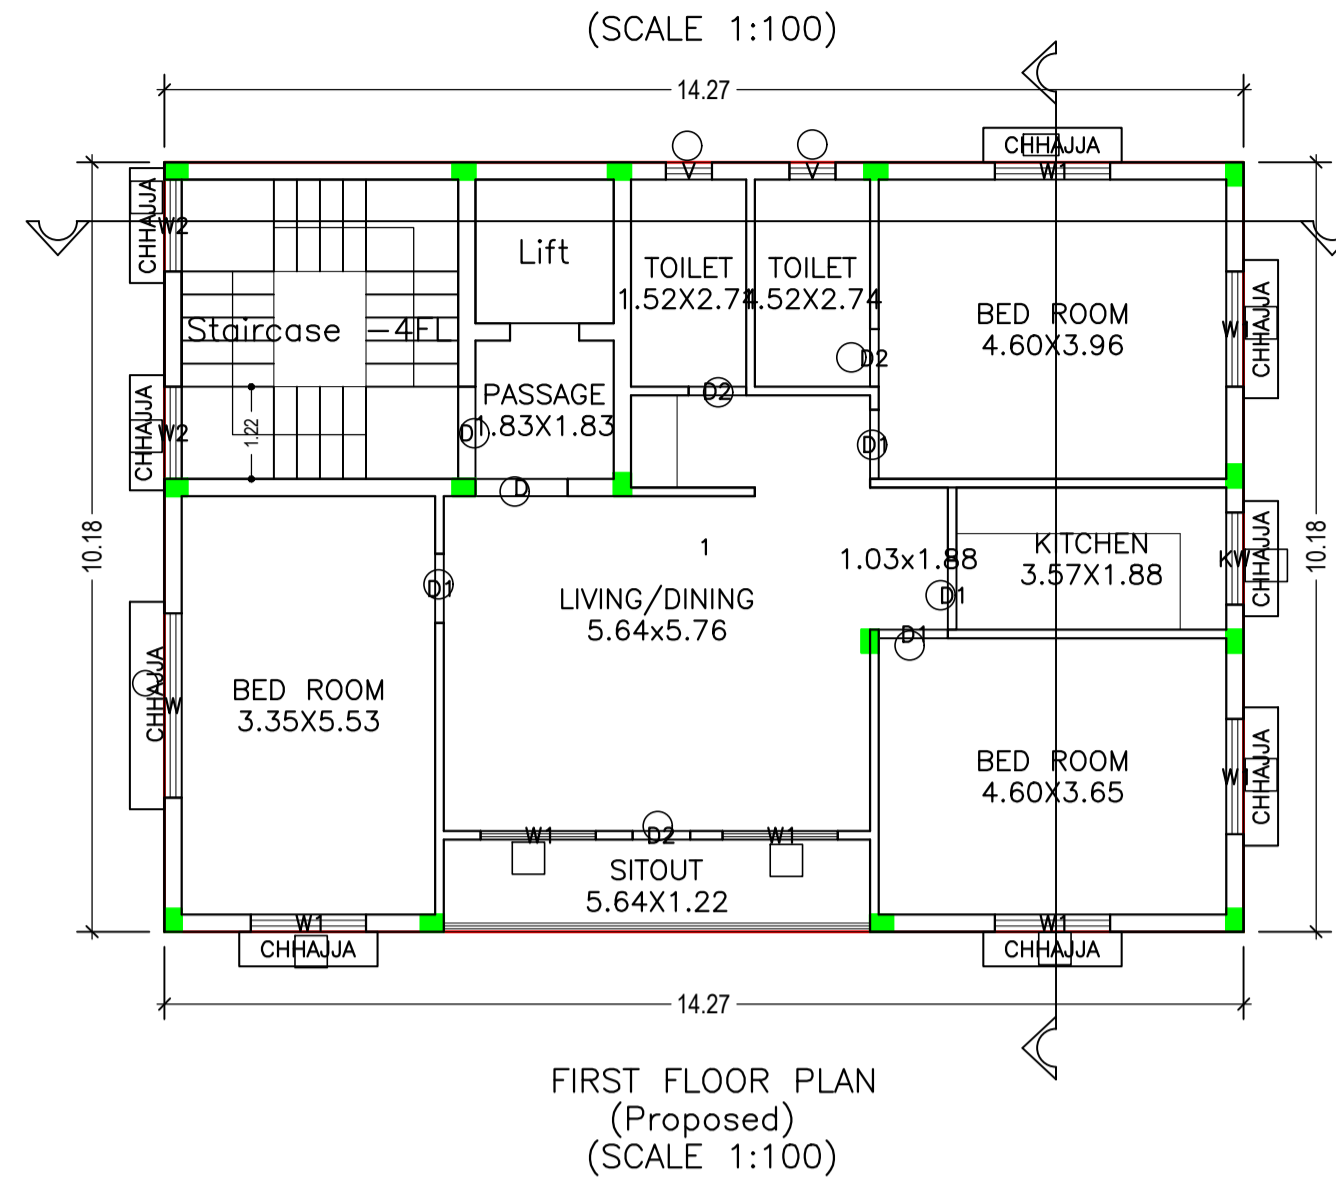 (SCALE 1:100)
14.27
CHHAJJA
V
V
W1
CHHAJJA
W2
Lift
TOILET
1.52X2.74
TOILET
1.52X2.74
BED ROOM
4.60X3.96
W1
CHHAJJA
Staircase -4FL
D2
D2
PASSAGE
1.83X1.83
CHHAJJA
W2
1.22
D1
D1
D
10.18
10.18
1
1.03x1.88
KITCHEN
3.57X1.88
KW
CHHAJJA
D1
D1
D1
LIVING/DINING
5.64x5.76
CHHAJJA
W
BED ROOM
3.35X5.53
BED ROOM
4.60X3.65
W1
CHHAJJA
W1
D2
W1
SITOUT
5.64X1.22
W1
W1
CHHAJJA
CHHAJJA
14.27
FIRST FLOOR PLAN
(Proposed)
(SCALE 1:100)